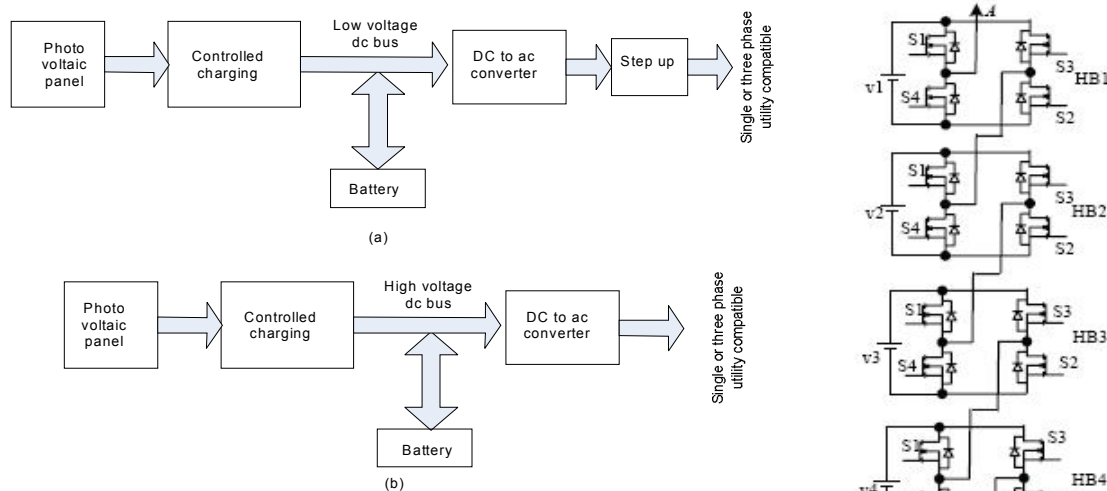 Photo
voltaic
panel
Controlled
charging
Low voltage
dc bus
DC to ac
converter
Step up
Single or three phase
utility compatible
Battery
(a)
Photo
voltaic
panel
Controlled
charging
High voltage
dc bus
DC to ac
converter
Single or three phase
utility compatible
Battery
(b)
A
S1
S3
HB1
v1
S4
S2
S1
S3
HB2
v2
S4
S2
S1
S3
HB3
v3
S4
S2
S1
S3
HB4
v4